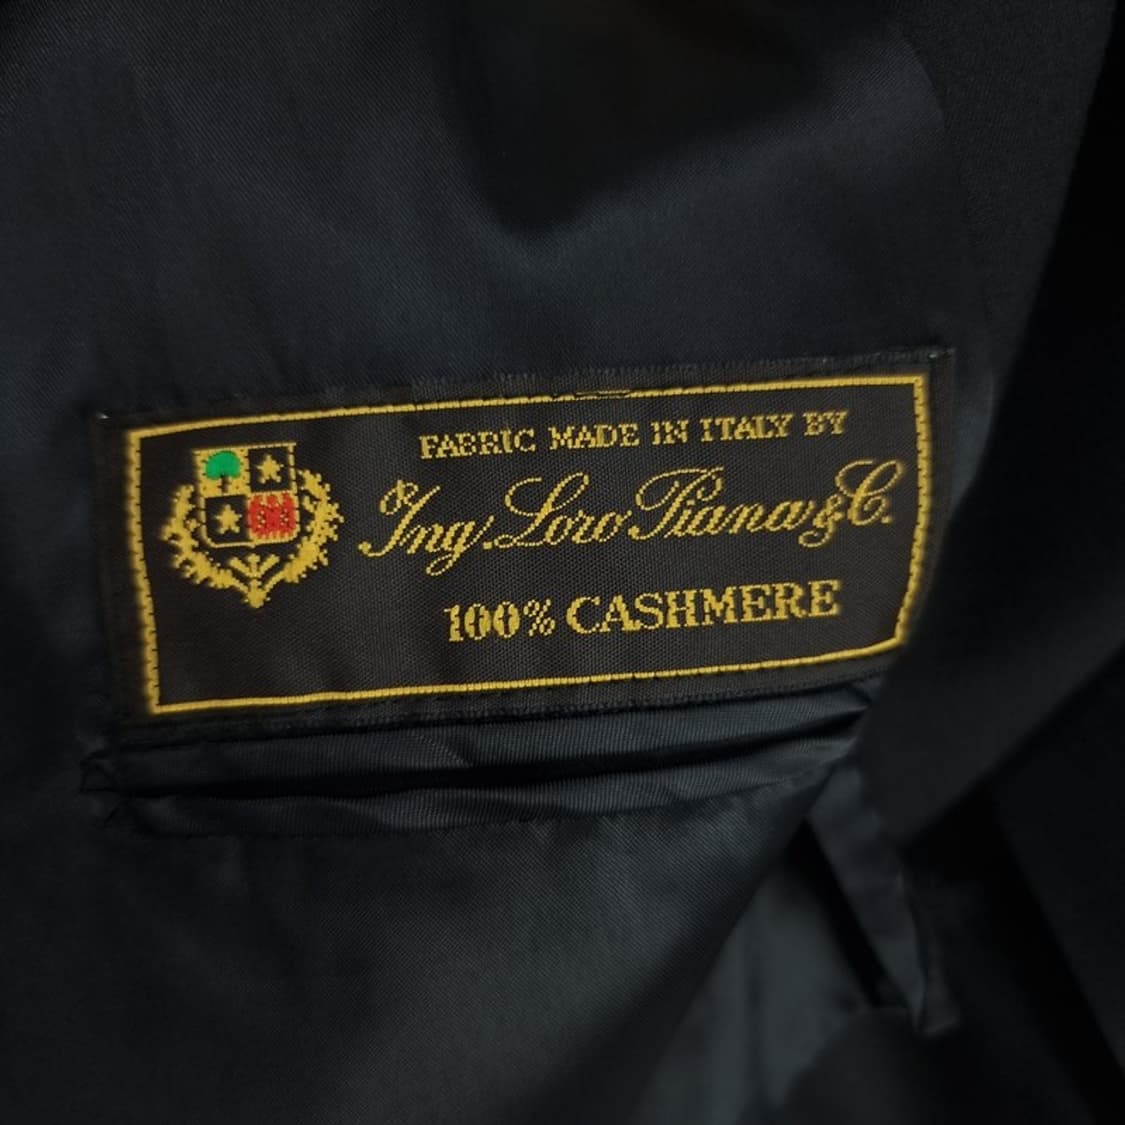 FABRIC MADE IN ITALY BY
Ing. Loro Piana & C.
100% CASHMERE